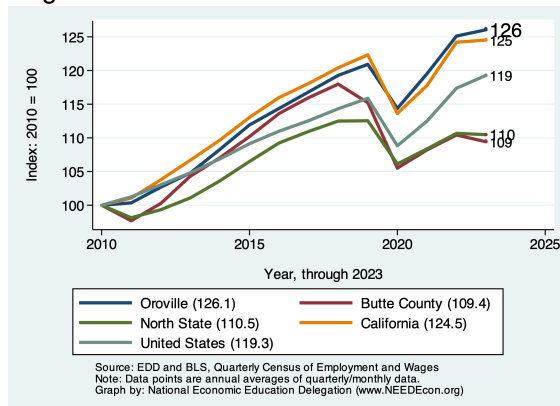 126
125
125
120
119
115
Index: 2010 = 100
110
110
109
105
100
2010
2015
2020
2025
Year, through 2023
Oroville (126.1)
Butte County (109.4)
North State (110.5)
California (124.5)
United States (119.3)
Source: EDD and BLS, Quarterly Census of Employment and Wages
Note: Data points are annual averages of quarterly/monthly data.
Graph by: National Economic Education Delegation (www.NEEDEcon.org)